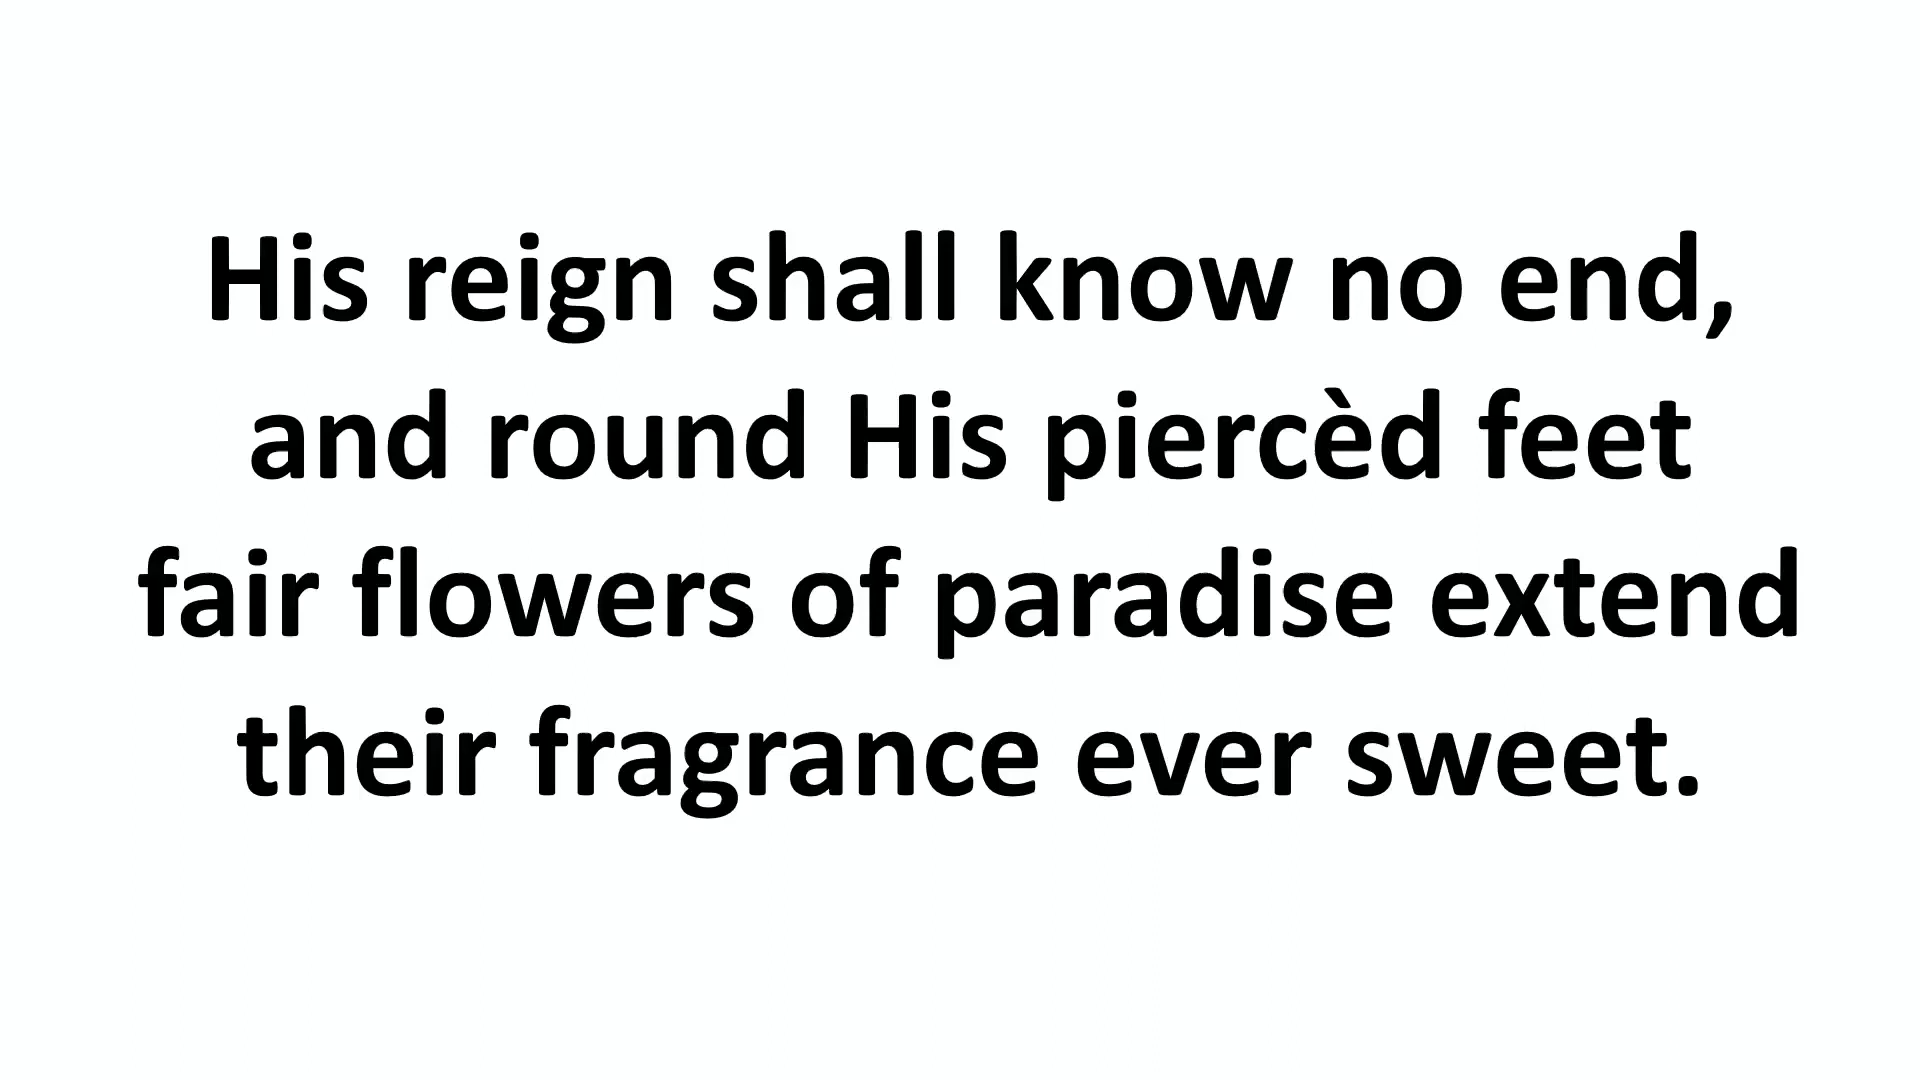 His reign shall know no end,
and round His piercèd feet
fair flowers of paradise extend
their fragrance ever sweet.